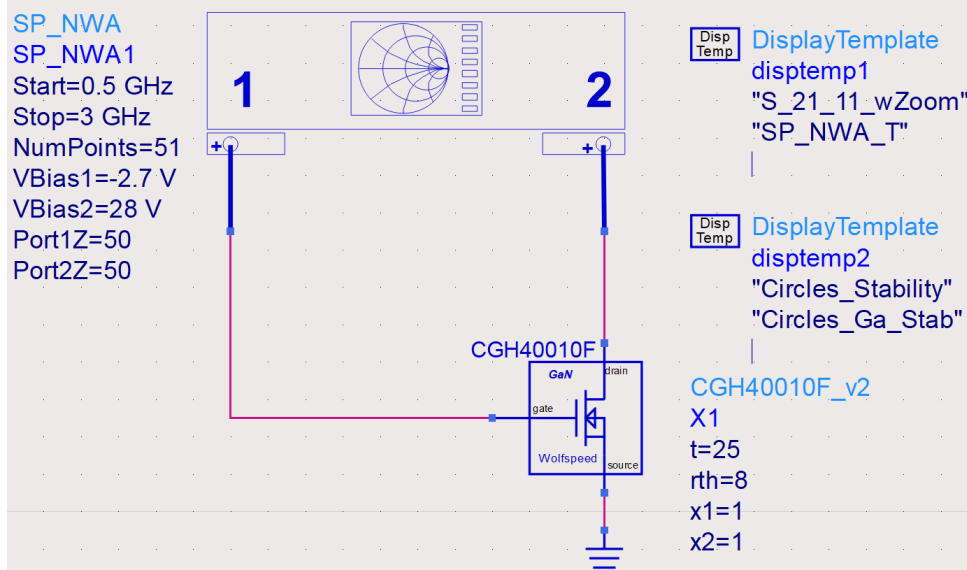 SP_NWA
SP_NWA1
Start=0.5 GHz
Stop=3 GHz
NumPoints=51
VBias1=-2.7 V
VBias2=28 V
Port1Z=50
Port2Z=50
1
2
+
+
Disp
Temp
DisplayTemplate
disptemp1
"S_21_11_wZoom"
"SP_NWA_T"
Disp
Temp
DisplayTemplate
disptemp2
"Circles_Stability"
"Circles_Ga_Stab"
CGH40010F
GaN
drain
gate
Wolfspeed
source
CGH40010F_v2
X1
t=25
rth=8
x1=1
x2=1